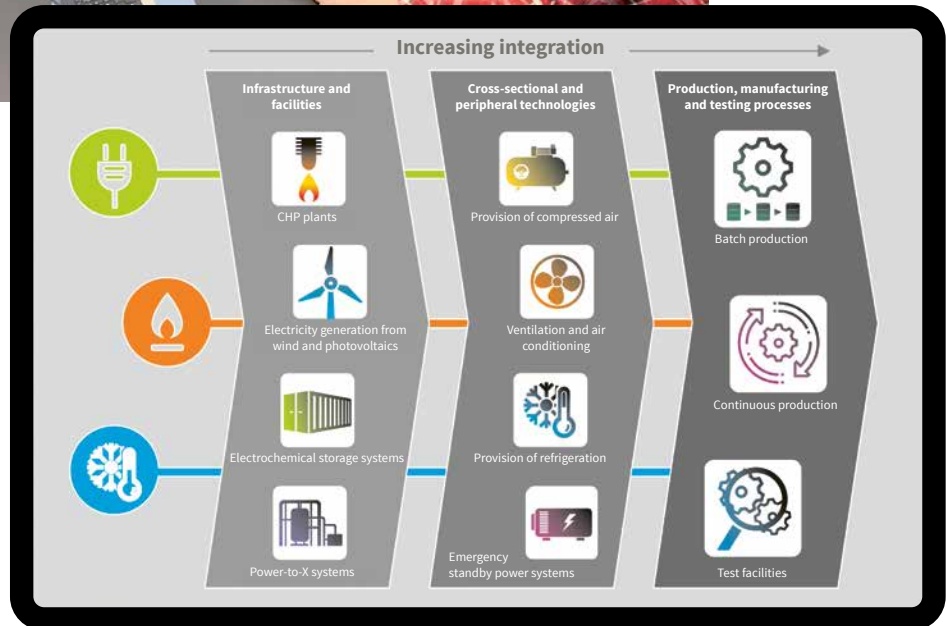 Increasing integration
Infrastructure and
facilities
CHP plants
Electricity generation from
wind and photovoltaics
Electrochemical storage systems
Power-to-X systems
Cross-sectional and
peripheral technologies
Provision of compressed air
Ventilation and air
conditioning
Provision of refrigeration
Emergency
standby power systems
Production, manufacturing
and testing processes
Batch production
Continuous production
Test facilities